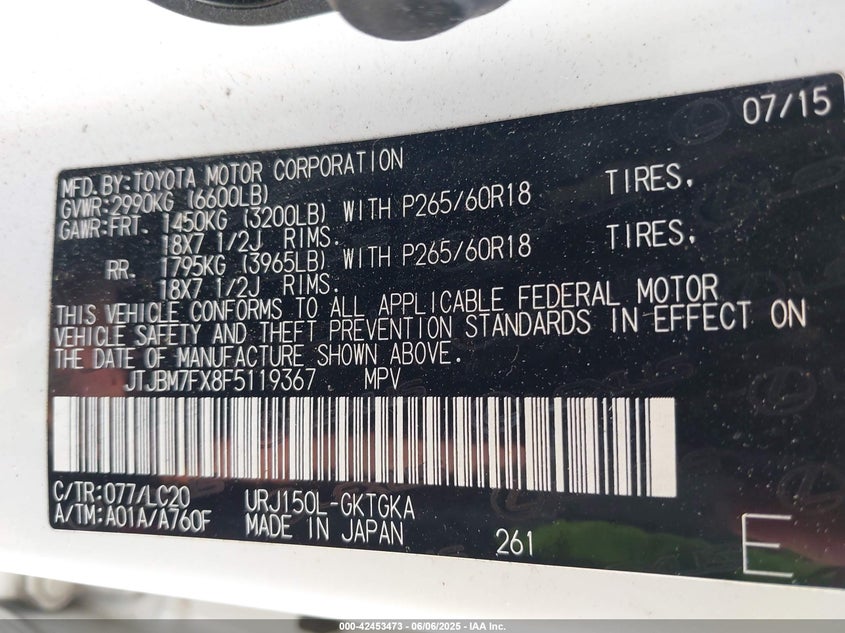 07/15
MFD. BY: TOYOTA MOTOR CORPORATION
GVWR: 2990KG (6600LB)
GAWR: FRT. 1450KG (3200LB) WITH P265/60R18 TIRES.
18X7 1/2J RIMS.
RR. 1795KG (3965LB) WITH P265/60R18 TIRES.
18X7 1/2J RIMS.
THIS VEHICLE CONFORMS TO ALL APPLICABLE FEDERAL MOTOR
VEHICLE SAFETY AND THEFT PREVENTION STANDARDS IN EFFECT ON
THE DATE OF MANUFACTURE SHOWN ABOVE.
JTJBM7FX8F5119367 MPV
C/TR: 077/LC20 URJ150L-GKTGKA
A/TM: A01A/A760F MADE IN JAPAN 261 E
000-42453473 - 06/06/2025 - IAA Inc.